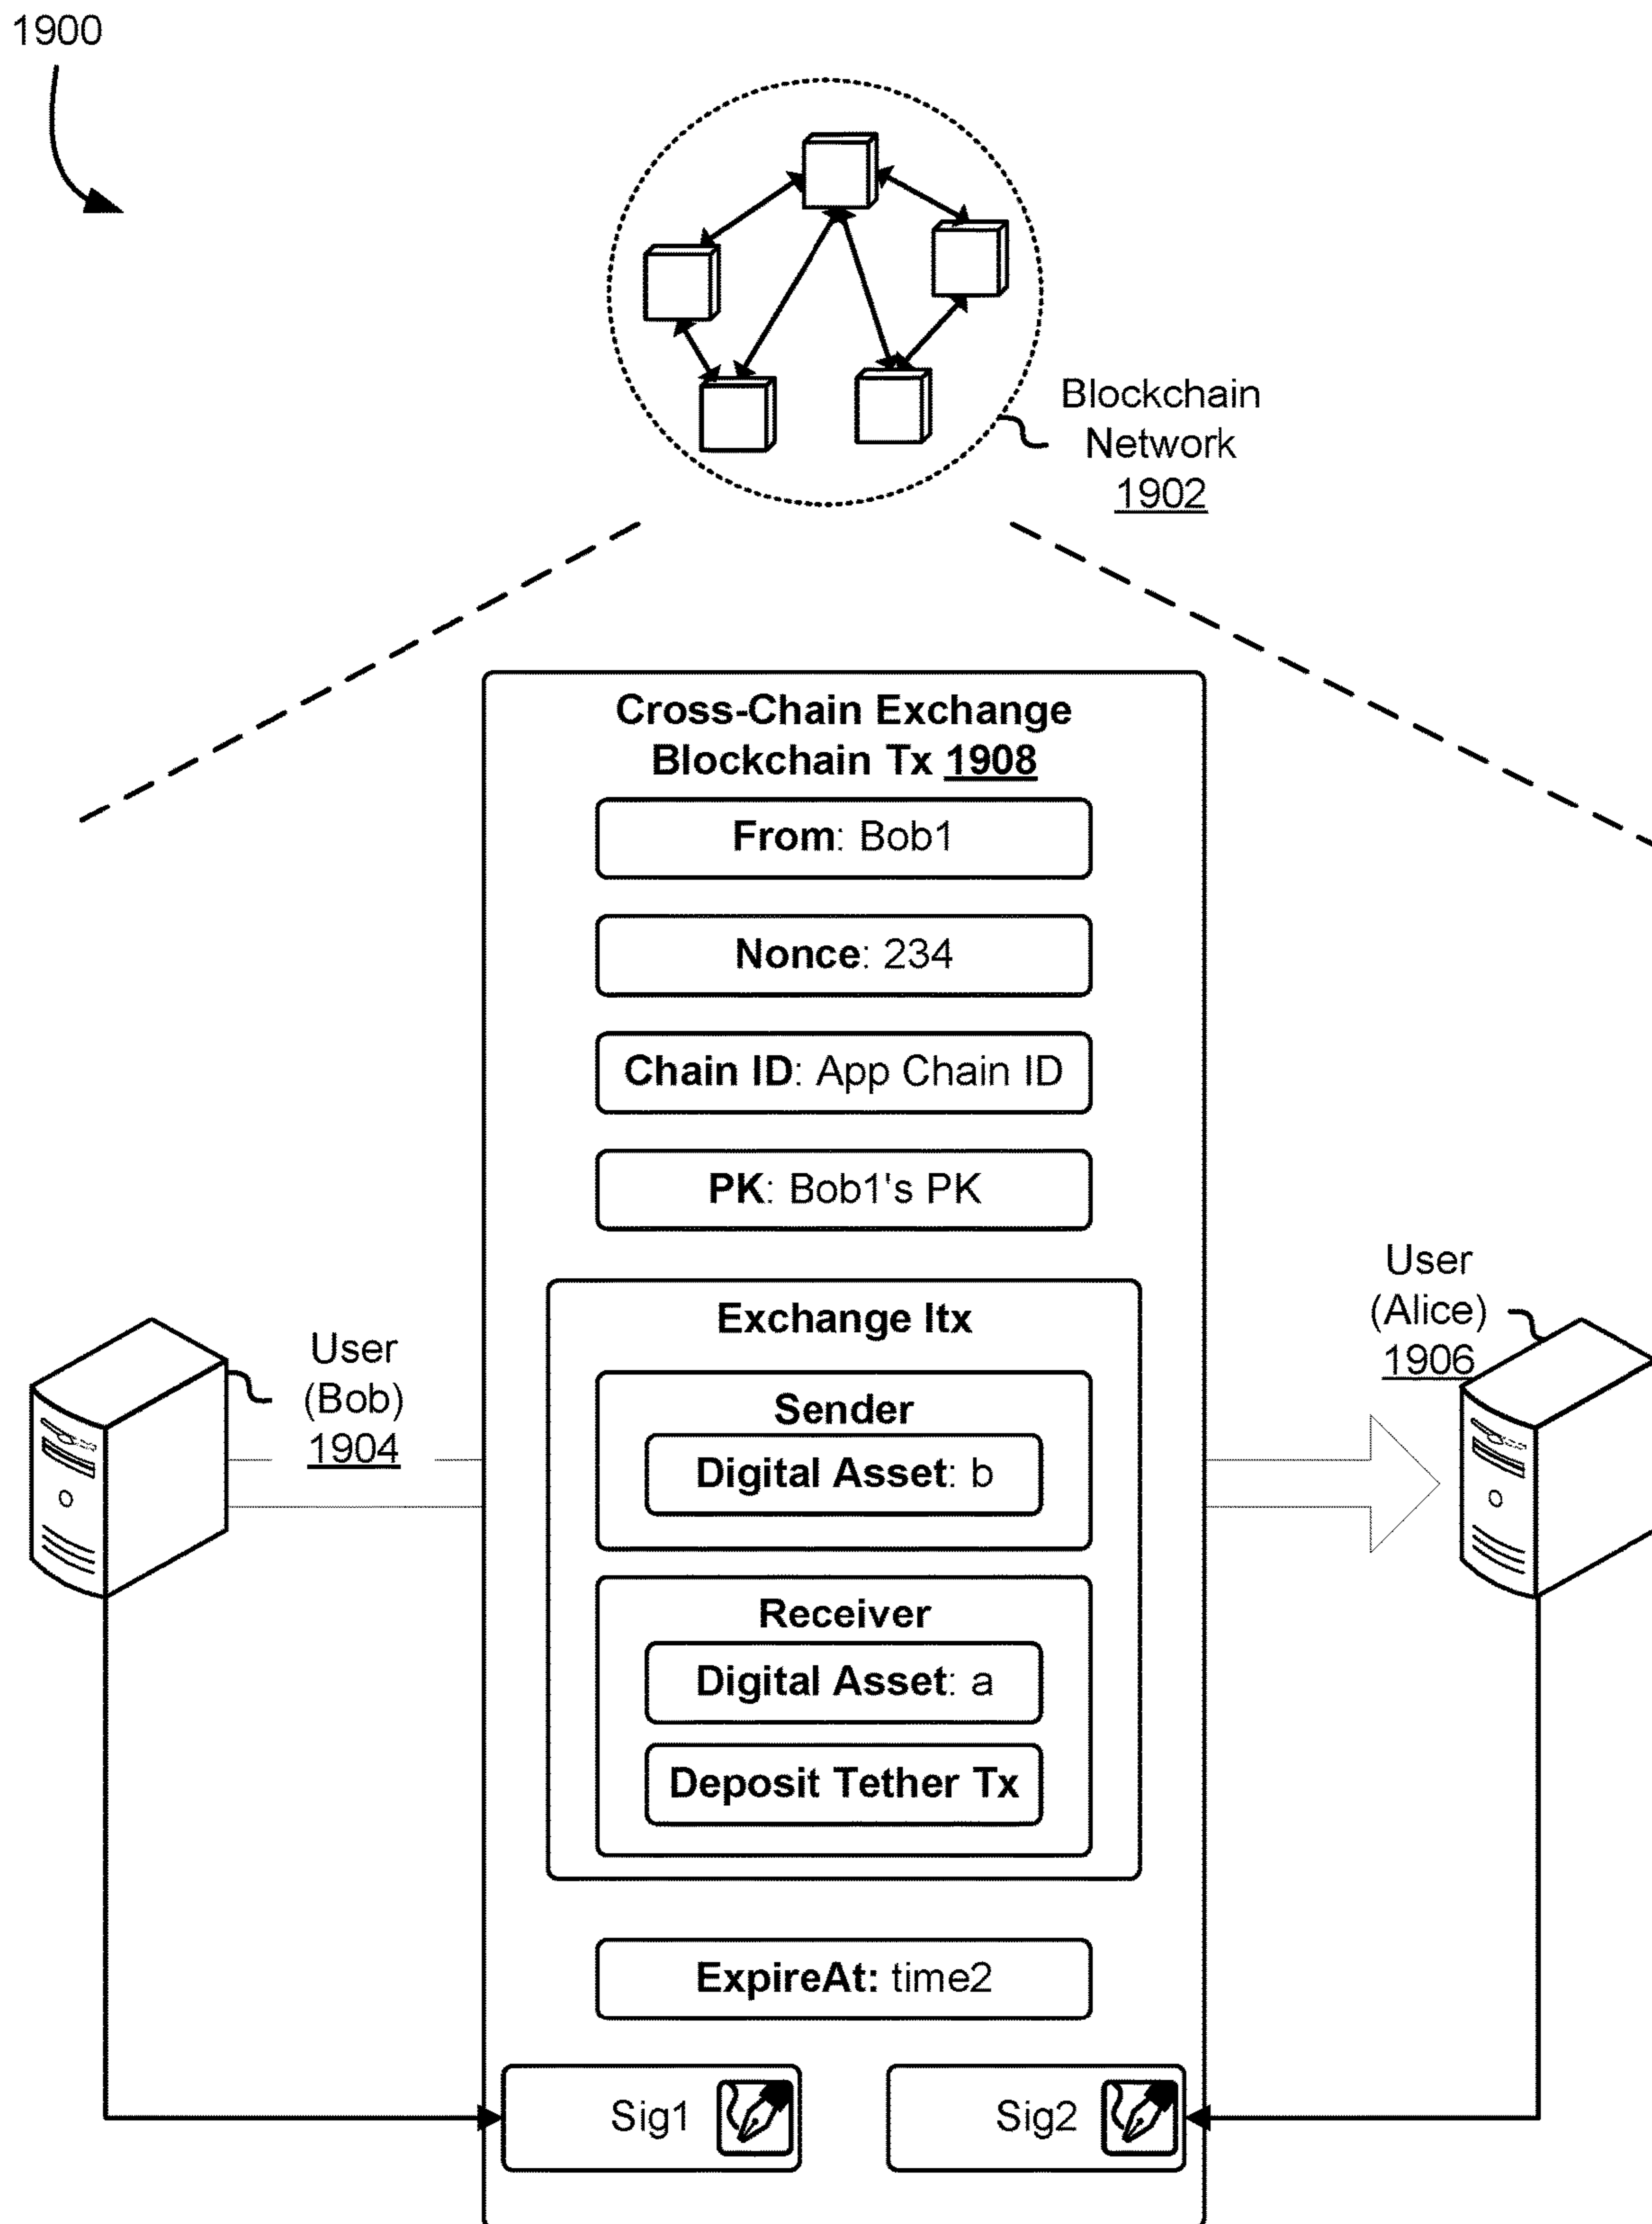 1900
Blockchain
Network
1902
Cross-Chain Exchange
Blockchain Tx 1908
From: Bob1
Nonce: 234
Chain ID: App Chain ID
PK: Bob1's PK
User
(Alice)
1906
User
(Bob)
1904
Exchange Itx
Sender
Digital Asset: b
Receiver
Digital Asset: a
Deposit Tether Tx
ExpireAt: time2
Sig1
Sig2